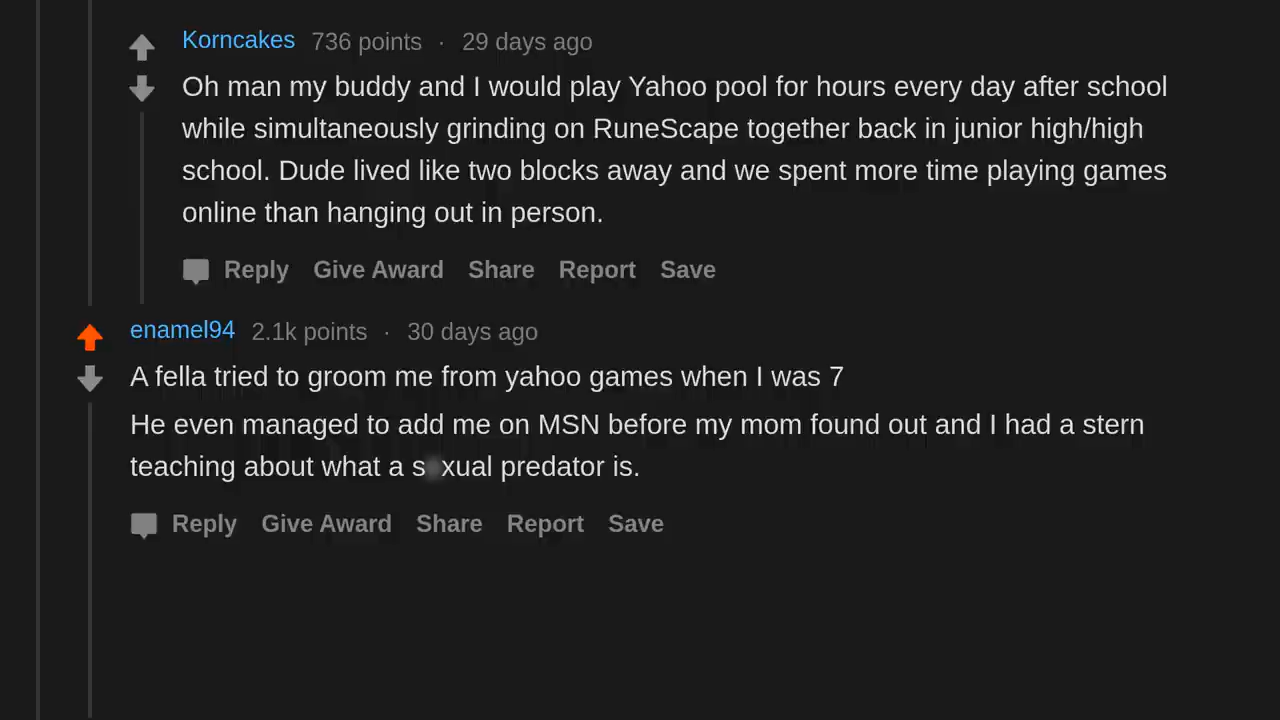 Korncakes 736 points · 29 days ago
Oh man my buddy and I would play Yahoo pool for hours every day after school
while simultaneously grinding on RuneScape together back in junior high/high
school. Dude lived like two blocks away and we spent more time playing games
online than hanging out in person.
Reply Give Award Share Report Save
enamel94 2.1k points · 30 days ago
A fella tried to groom me from yahoo games when I was 7
He even managed to add me on MSN before my mom found out and I had a stern
teaching about what a s xual predator is.
Reply Give Award Share Report Save